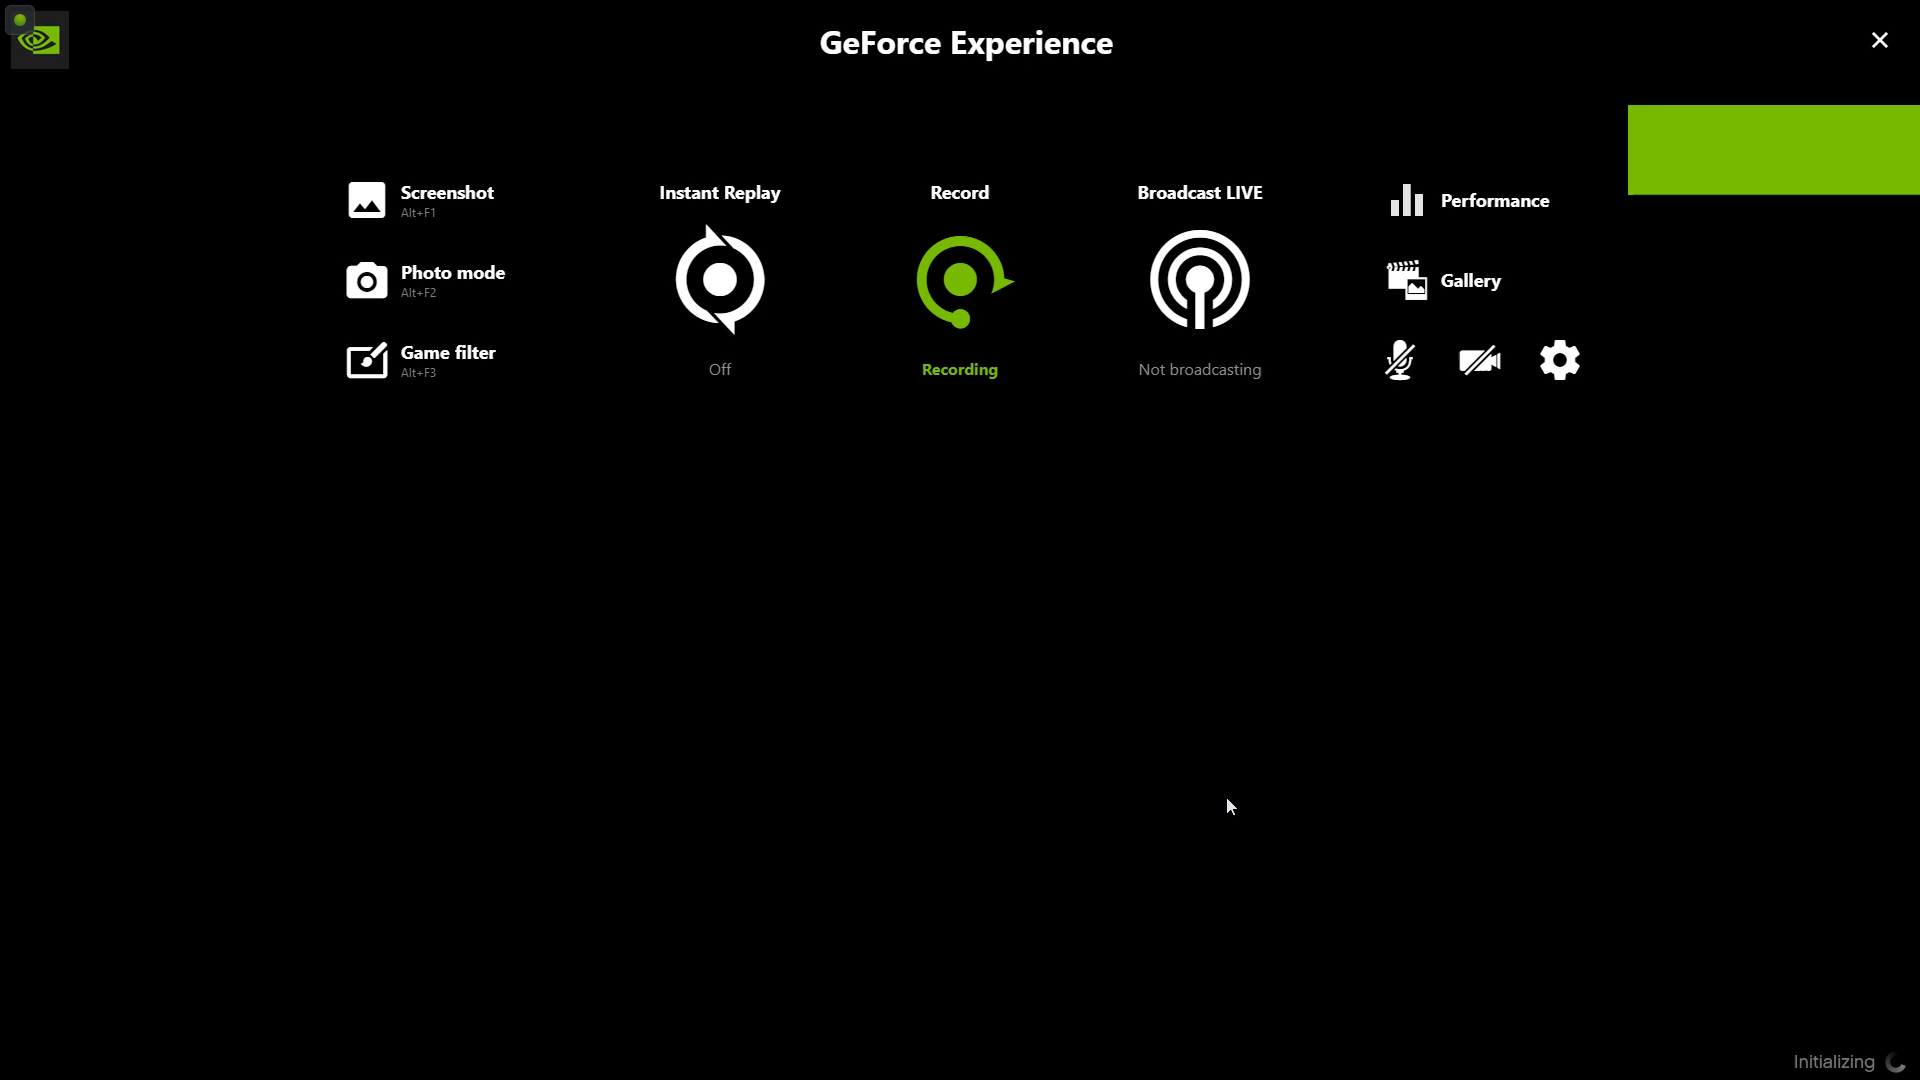 GeForce Experience
Screenshot
Alt+F1
Photo mode
Alt+F2
Game filter
Alt+F3
Instant Replay
Off
Record
Recording
Broadcast LIVE
Not broadcasting
Performance
Gallery
Initializing